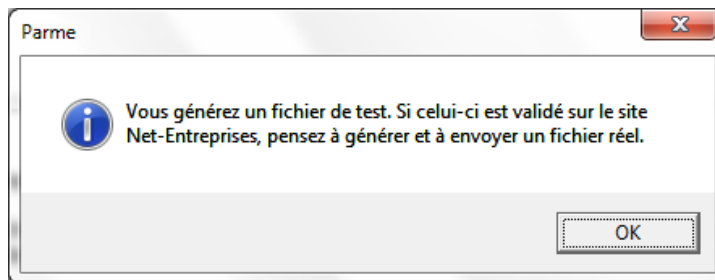 Parme
Vous générez un fichier de test. Si celui-ci est validé sur le site
Net-Entreprises, pensez à générer et à envoyer un fichier réel.
OK